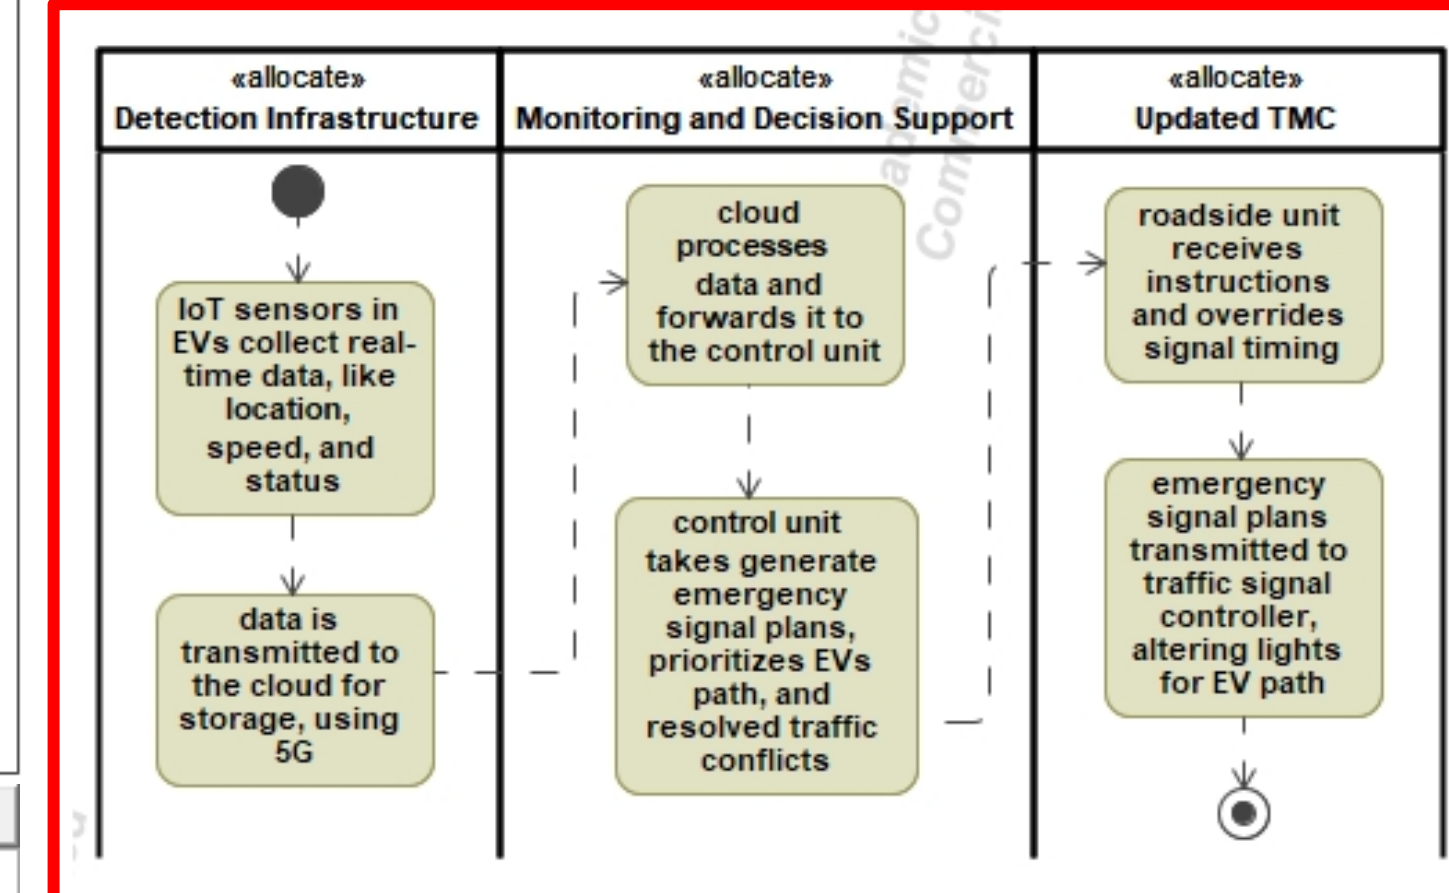 «allocate»
Detection Infrastructure
«allocate»
Monitoring and Decision Support
«allocate»
Updated TMC
IoT sensors in
EVs collect real-
time data, like
location,
speed, and
status
data is
transmitted to
the cloud for
storage, using
5G
cloud
processes
data and
forwards it to
the control unit
control unit
takes generate
emergency
signal plans,
prioritizes EVs
path, and
resolved traffic
conflicts
roadside unit
receives
instructions
and overrides
signal timing
emergency
signal plans
transmitted to
traffic signal
controller,
altering lights
for EV path
ademic
Commerci